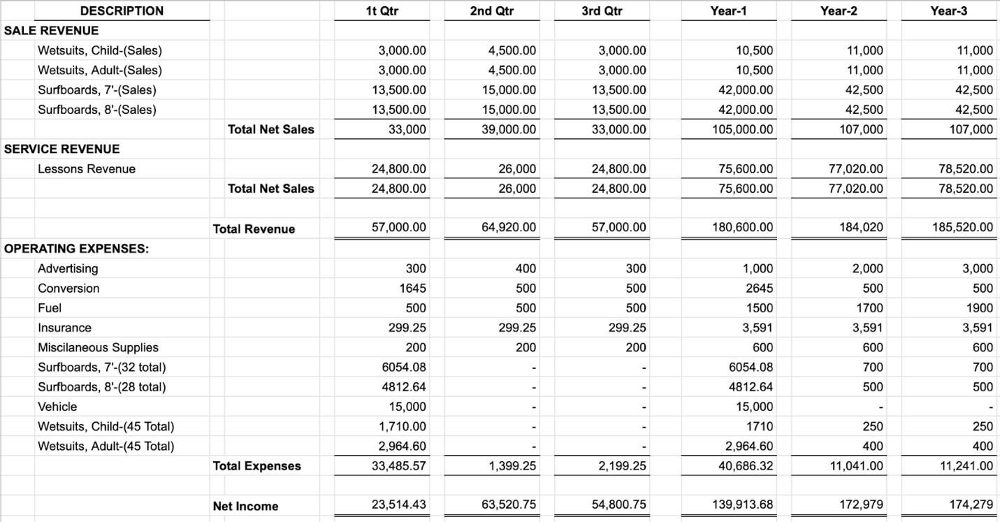 DESCRIPTION 1t Qtr 2nd Qtr 3rd Qtr Year-1 Year-2 Year-3
SALE REVENUE
Wetsuits, Child-(Sales) 3,000.00 4,500.00 3,000.00 10,500 11,000 11,000
Wetsuits, Adult-(Sales) 3,000.00 4,500.00 3,000.00 10,500 11,000 11,000
Surfboards, 7'-(Sales) 13,500.00 15,000.00 13,500.00 42,000.00 42,500 42,500
Surfboards, 8'-(Sales) 13,500.00 15,000.00 13,500.00 42,000.00 42,500 42,500
Total Net Sales 33,000 39,000.00 33,000.00 105,000.00 107,000 107,000
SERVICE REVENUE
Lessons Revenue 24,800.00 26,000 24,800.00 75,600.00 77,020.00 78,520.00
Total Net Sales 24,800.00 26,000 24,800.00 75,600.00 77,020.00 78,520.00
Total Revenue 57,000.00 64,920.00 57,000.00 180,600.00 184,020 185,520.00
OPERATING EXPENSES:
Advertising 300 400 300 1,000 2,000 3,000
Conversion 1645 500 500 2645 500 500
Fuel 500 500 500 1500 1700 1900
Insurance 299.25 299.25 299.25 3,591 3,591 3,591
Miscilaneous Supplies 200 200 200 600 600 600
Surfboards, 7'-(32 total) 6054.08 - - 6054.08 700 700
Surfboards, 8'-(28 total) 4812.64 - - 4812.64 500 500
Vehicle 15,000 - - 15,000 - -
Wetsuits, Child-(45 Total) 1,710.00 - - 1710 250 250
Wetsuits, Adult-(45 Total) 2,964.60 - - 2,964.60 400 400
Total Expenses 33,485.57 1,399.25 2,199.25 40,686.32 11,041.00 11,241.00
Net Income 23,514.43 63,520.75 54,800.75 139,913.68 172,979 174,279